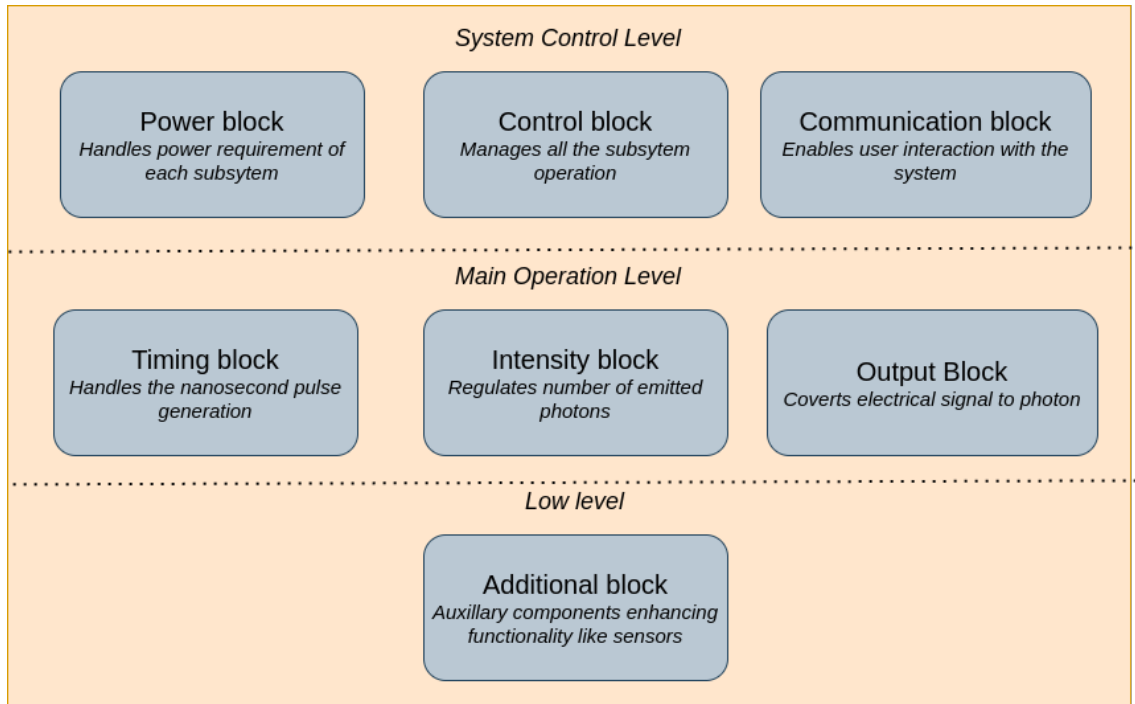 System Control Level
Power block
Handles power requirement of
each subsytem
Control block
Manages all the subsytem
operation
Communication block
Enables user interaction with the
system
Main Operation Level
Timing block
Handles the nanosecond pulse
generation
Intensity block
Regulates number of emitted
photons
Output Block
Coverts electrical signal to photon
Low level
Additional block
Auxillary components enhancing
functionality like sensors